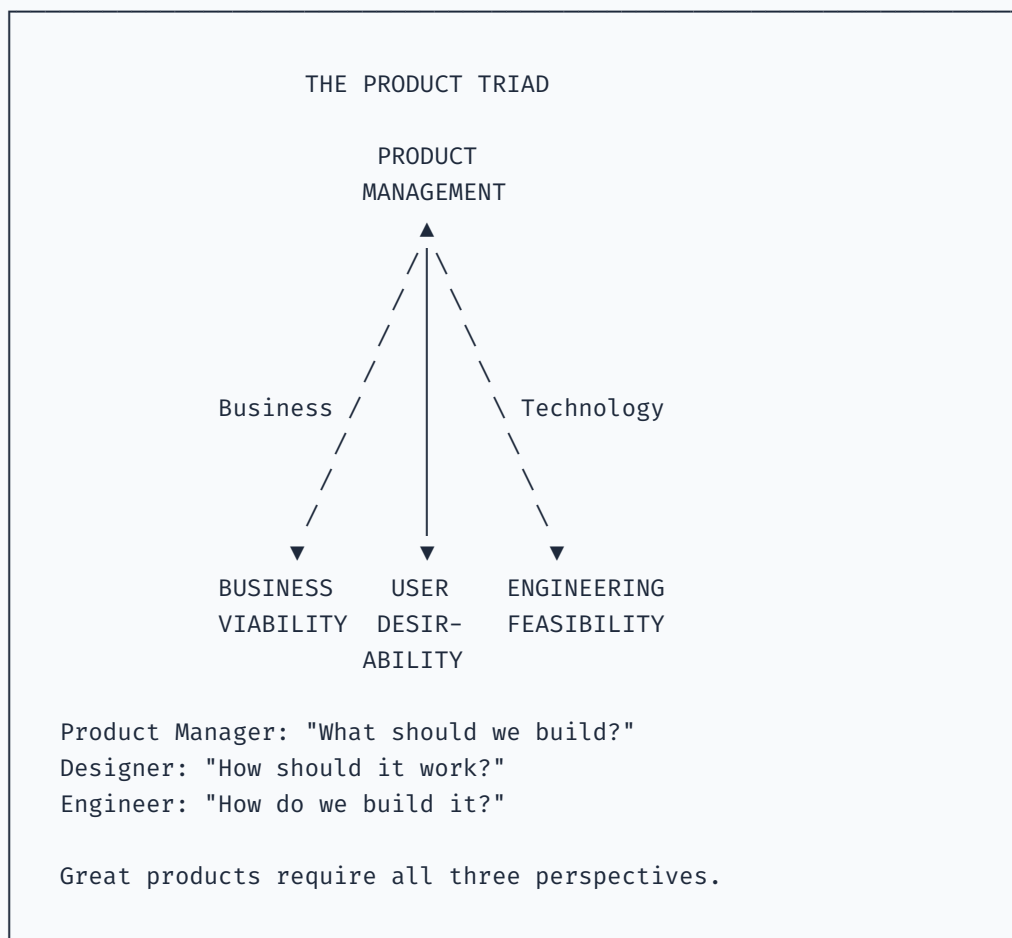 THE PRODUCT TRIAD
PRODUCT
MANAGEMENT
Business Technology
BUSINESS USER ENGINEERING
VIABILITY DESIR- FEASIBILITY
ABILITY
Product Manager: "What should we build?"
Designer: "How should it work?"
Engineer: "How do we build it?"
Great products require all three perspectives.